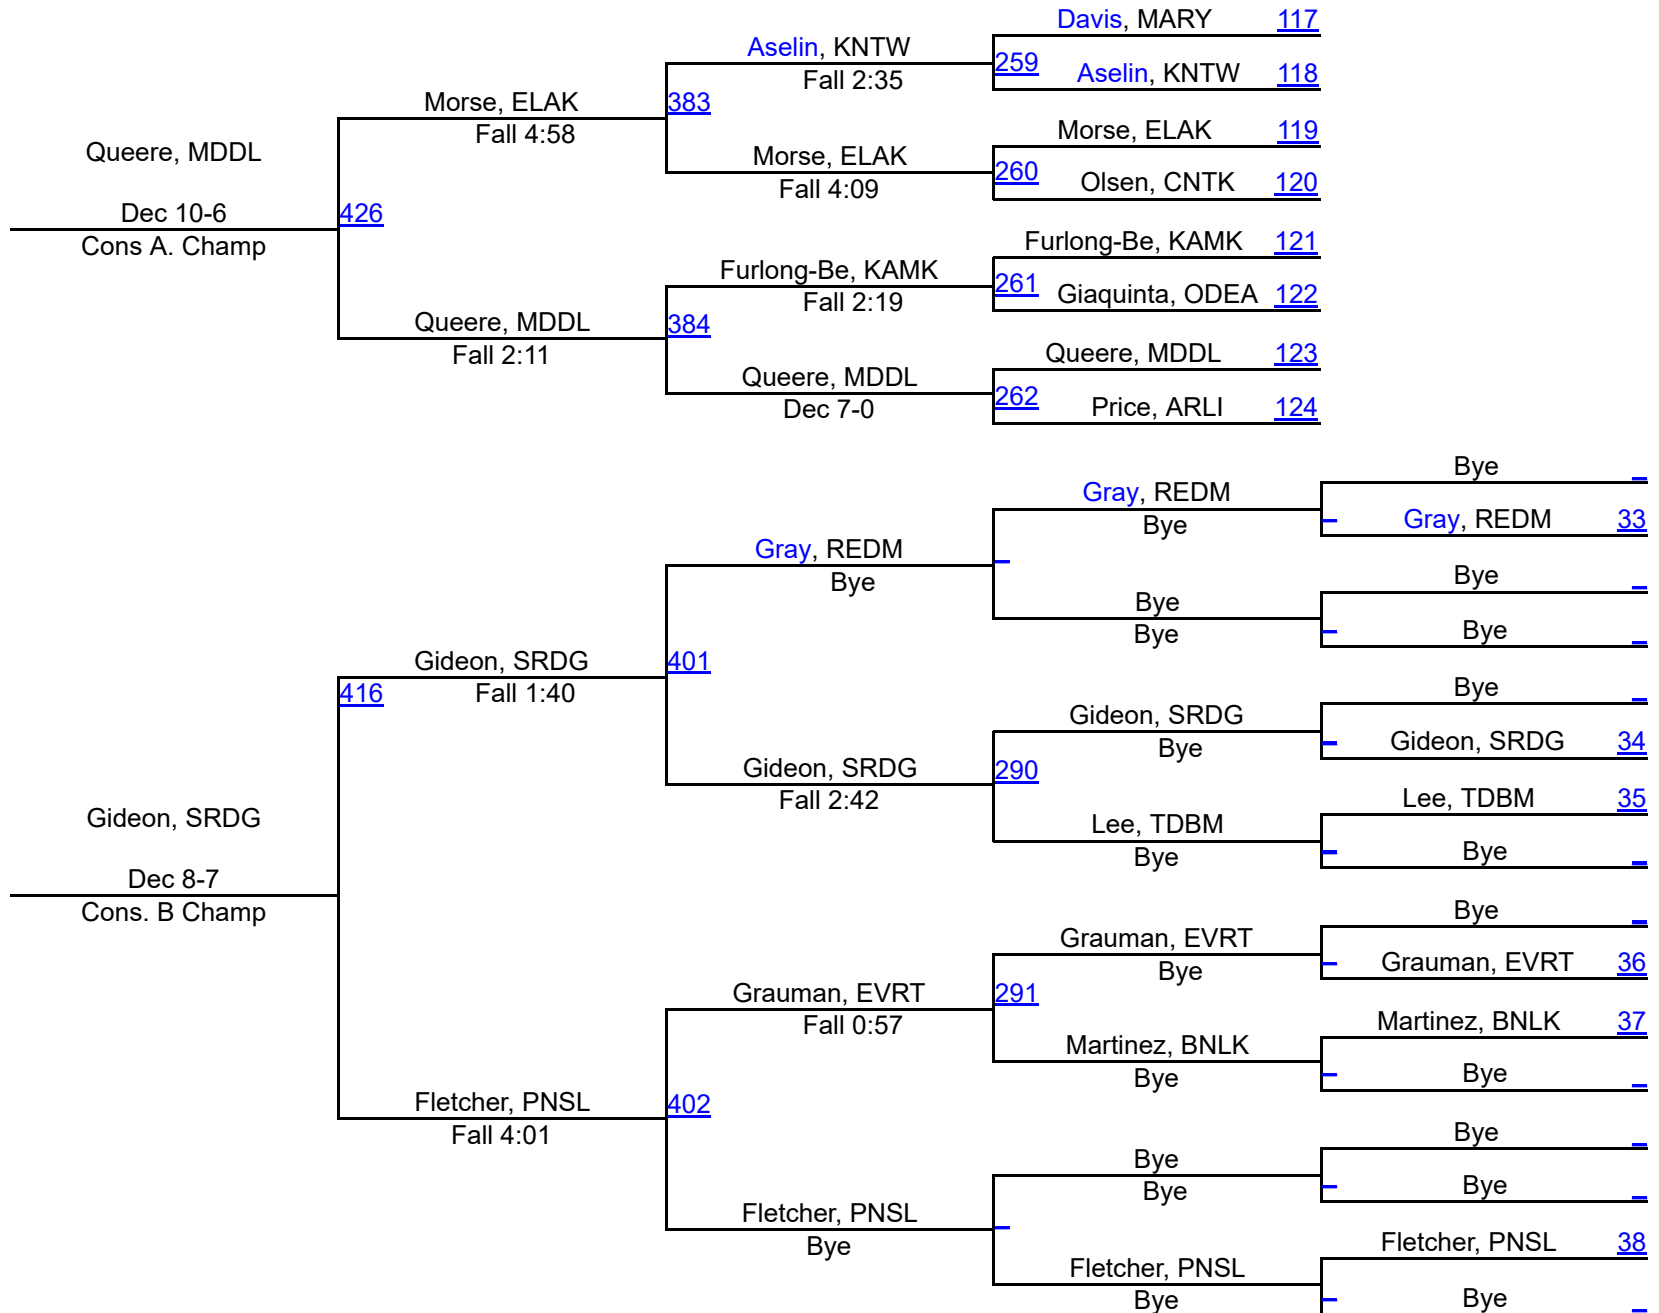 Davis, MARY 117
Aselin, KNTW 259
Fall 2:35 Aselin, KNTW 118
Morse, ELAK 383
Fall 4:58 Morse, ELAK 119
Queere, MDDL Morse, ELAK 260
Fall 4:09 Olsen, CNTK 120
Dec 10-6 426
Cons A. Champ Furlong-Be, KAMK 121
Furlong-Be, KAMK 261
Fall 2:19 Giaquinta, ODEA 122
Queere, MDDL 384
Fall 2:11 Queere, MDDL 123
Queere, MDDL 262
Dec 7-0 Price, ARLI 124
Bye
Gray, REDM
Bye Gray, REDM 33
Gray, REDM
Bye Bye
Bye
Bye Bye
Gideon, SRDG 401
416 Fall 1:40 Bye
Gideon, SRDG
Bye Gideon, SRDG 34
Gideon, SRDG 290
Fall 2:42 Lee, TDBM 35
Gideon, SRDG Lee, TDBM
Bye Bye
Dec 8-7
Cons. B Champ Bye
Grauman, EVRT
Bye Grauman, EVRT 36
Grauman, EVRT 291
Fall 0:57 Martinez, BNLK 37
Martinez, BNLK
Bye Bye
Fletcher, PNSL 402
Fall 4:01 Bye
Bye
Bye Bye
Fletcher, PNSL
Bye Fletcher, PNSL 38
Fletcher, PNSL
Bye Bye